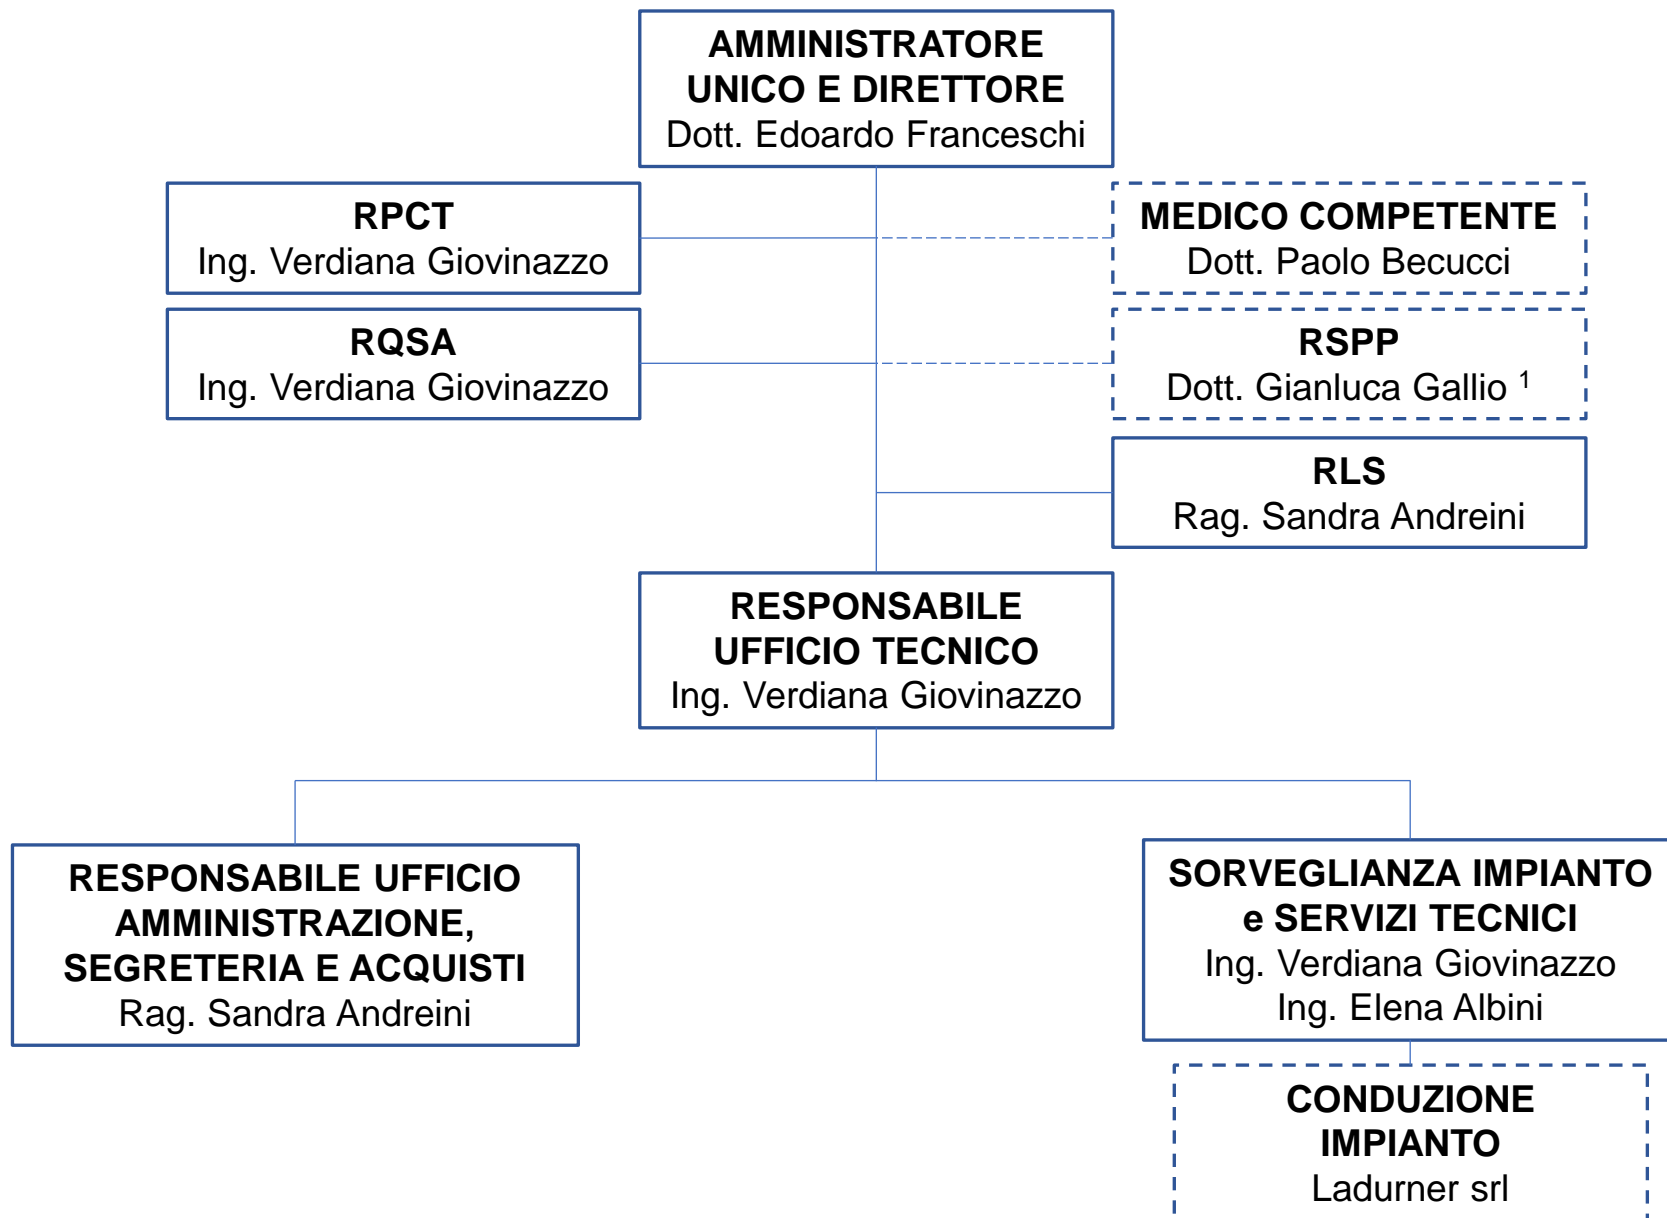 AMMINISTRATORE
UNICO E DIRETTORE
Dott. Edoardo Franceschi
RPCT
Ing. Verdiana Giovinazzo
MEDICO COMPETENTE
Dott. Paolo Becucci
RQSA
Ing. Verdiana Giovinazzo
RSPP
Dott. Gianluca Gallio ¹
RLS
Rag. Sandra Andreini
RESPONSABILE
UFFICIO TECNICO
Ing. Verdiana Giovinazzo
RESPONSABILE UFFICIO
AMMINISTRAZIONE,
SEGRETERIA E ACQUISTI
Rag. Sandra Andreini
SORVEGLIANZA IMPIANTO
e SERVIZI TECNICI
Ing. Verdiana Giovinazzo
Ing. Elena Albini
CONDUZIONE
IMPIANTO
Ladurner srl